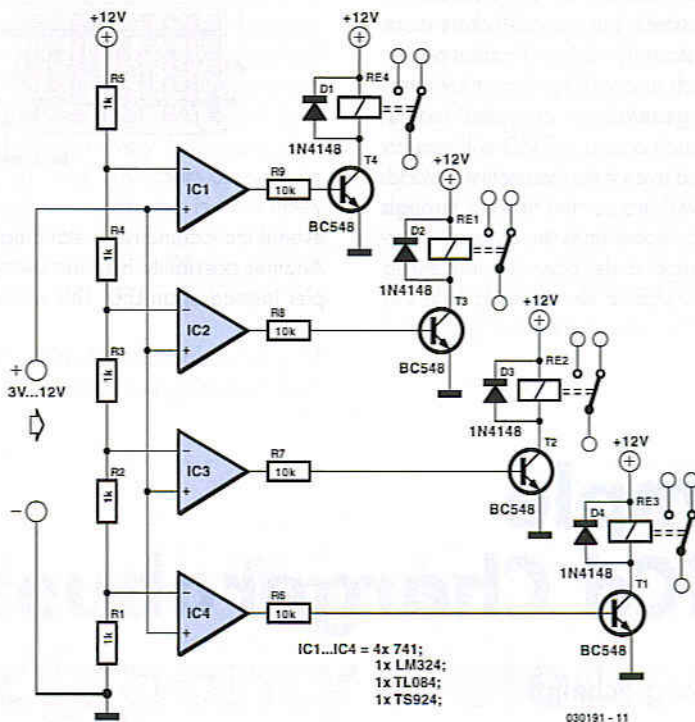 +12V
+12V
R5
1k
D1
RE4
1N4148
T4
BC548
IC1
R9
10k
+12V
D2
RE1
1N4148
T3
BC548
R4
1k
IC2
R8
10k
+12V
D3
RE2
1N4148
T2
BC548
R3
1k
+
3V...12V
R2
1k
IC3
R7
10k
+12V
D4
RE3
1N4148
T1
BC548
−
IC4
R6
10k
R1
1k
IC1...IC4 = 4x 741;
1x LM324;
1x TL084;
1x TS924;
030191 - 11